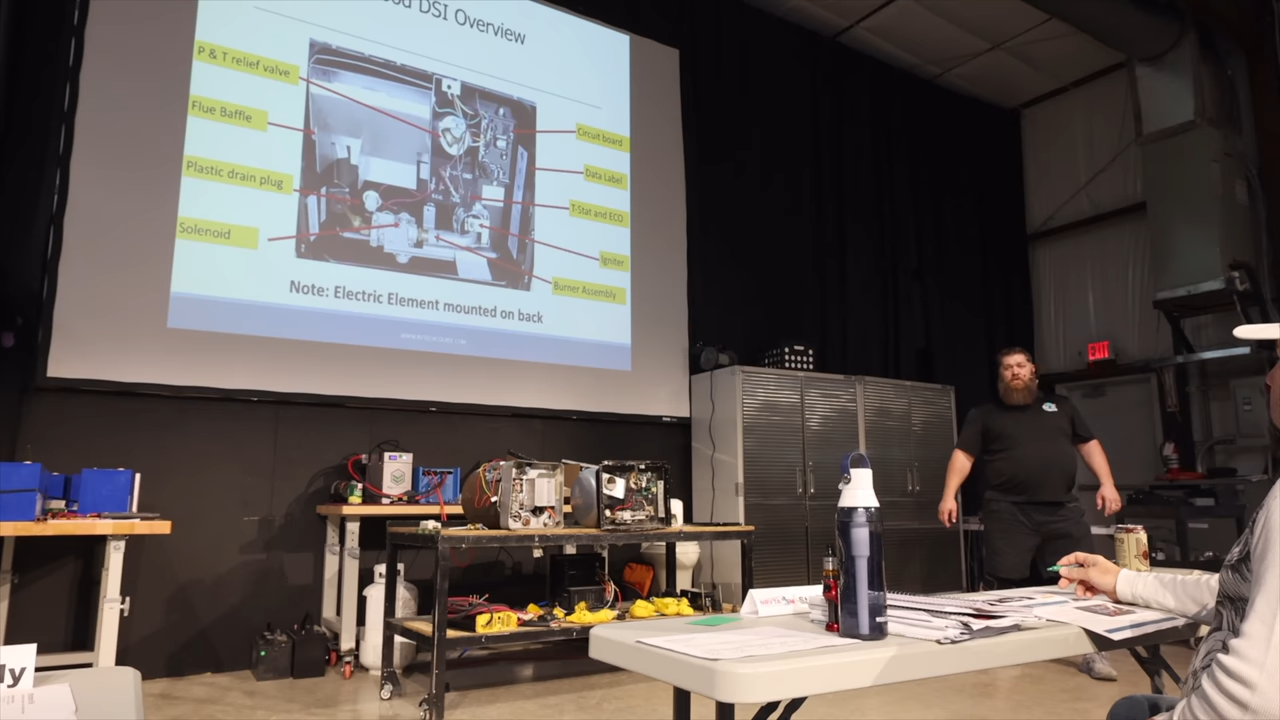 DSI Overview
P & T relief valve
Flue Baffle
Plastic drain plug
Solenoid
Circuit board
Data Label
T-Stat and ECO
Igniter
Burner Assembly
Note: Electric Element mounted on back
EXIT
ly